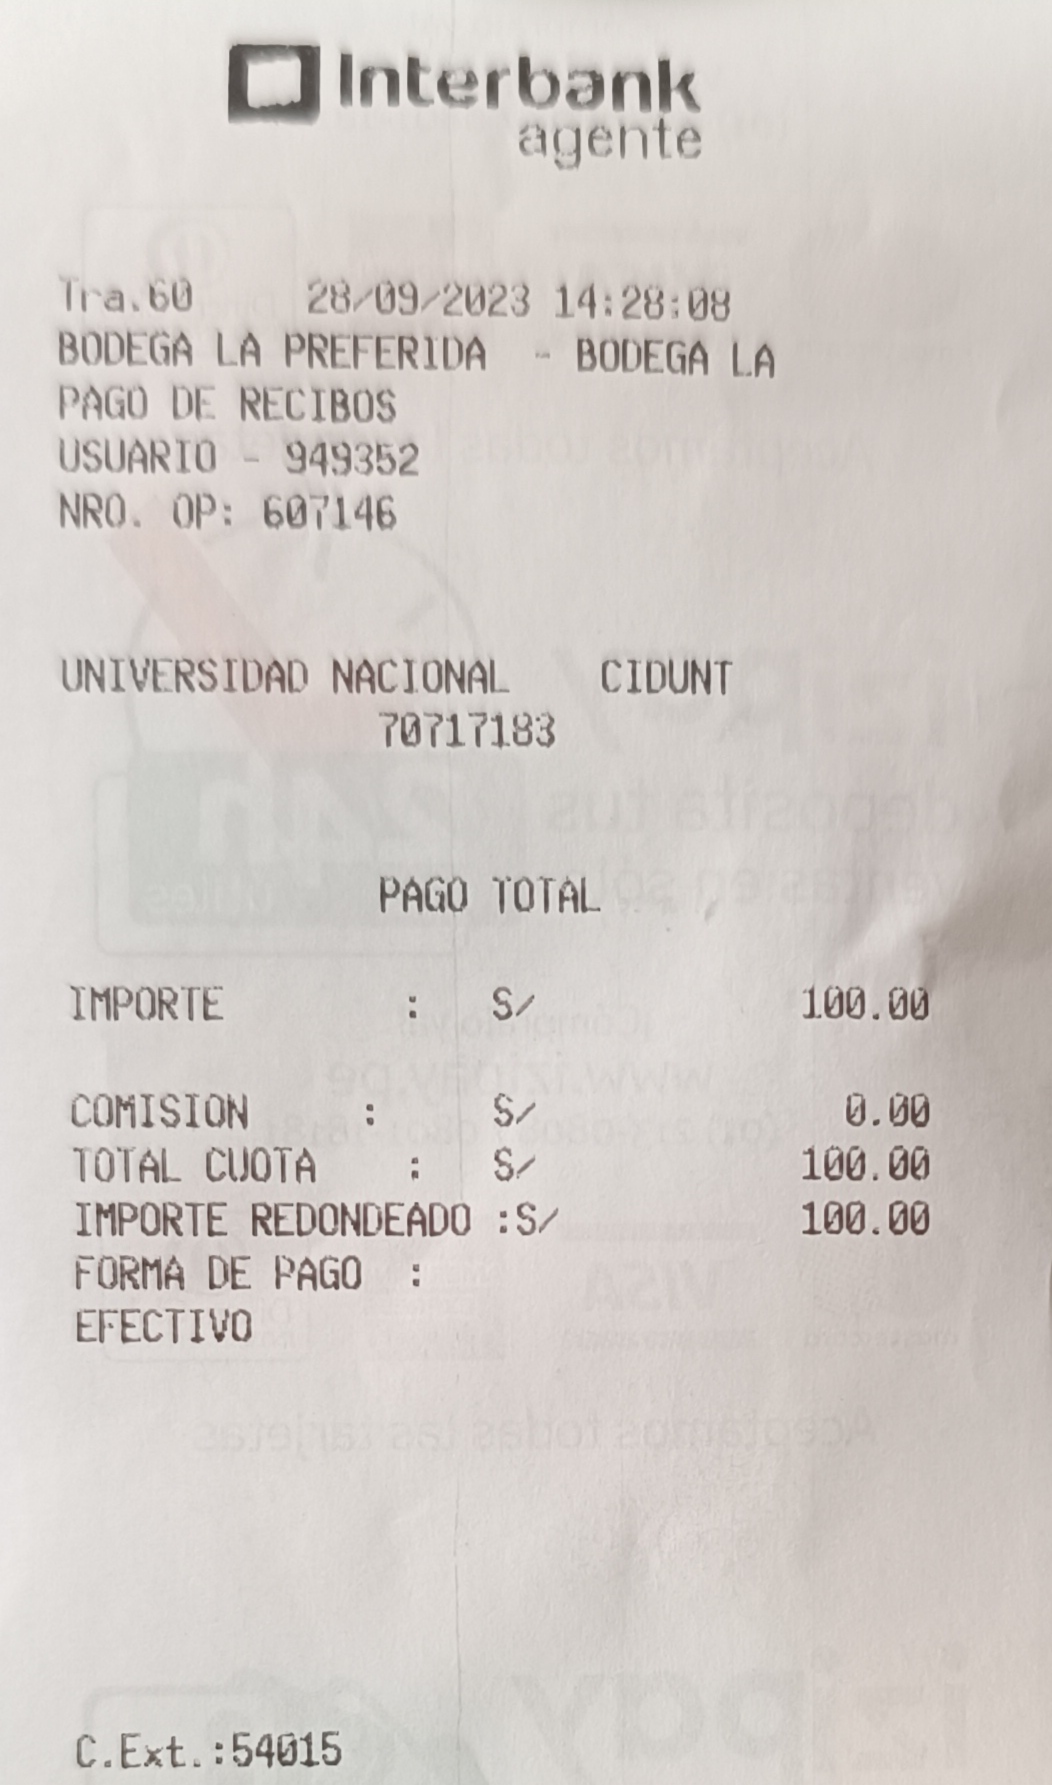 Interbank
agente
Tra.60 28/09/2023 14:28:08
BODEGA LA PREFERIDA - BODEGA LA
PAGO DE RECIBOS
USUARIO - 949352
NRO. OP: 607146
UNIVERSIDAD NACIONAL CIDUNT
70717183
PAGO TOTAL
IMPORTE : S/ 100.00
COMISION : S/ 0.00
TOTAL CUOTA : S/ 100.00
IMPORTE REDONDEADO :S/ 100.00
FORMA DE PAGO :
EFECTIVO
C.Ext.:54015